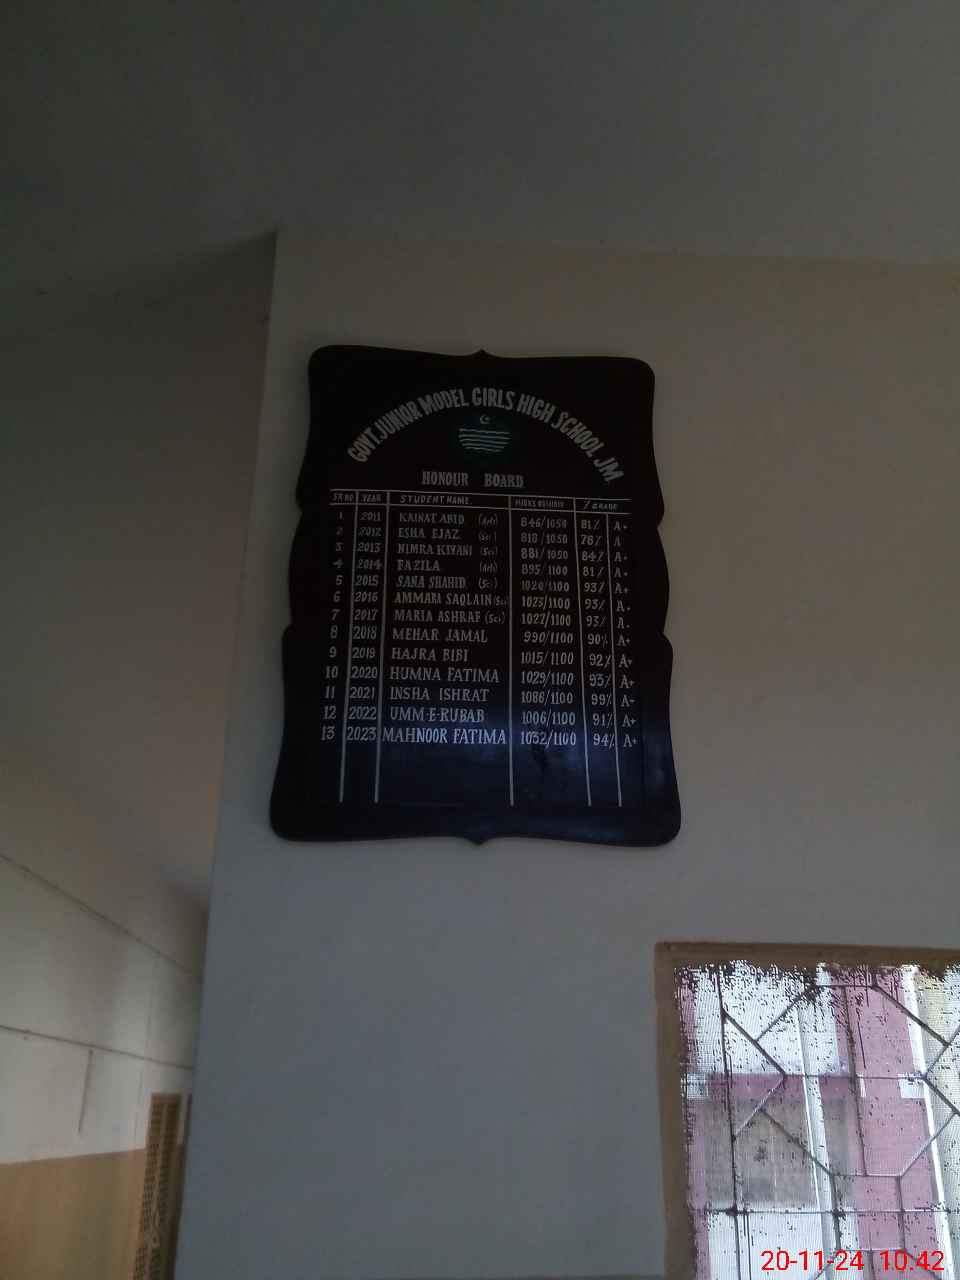 GOVT. JUNIOR MODEL GIRLS HIGH SCHOOL JM.
HONOUR BOARD
SR NO YEAR STUDENT NAME % GRADE
1 2011 KAINAT ABID (Arts) 846/1050 81% A+
2 2012 ESHA EJAZ (Sci) 818/1050 78% A
3 2013 NIMRA KIYANI (Sci) 881/1050 84% A+
4 2014 FAZILA (Arts) 895/1100 81% A+
5 2015 SANA SHAHID (Sci) 1020/1100 93% A+
6 2016 AMMARA SAQLAIN (Sci) 1023/1100 93% A+
7 2017 MARIA ASHRAF (Sci) 1027/1100 93% A+
8 2018 MEHAR JAMAL 990/1100 90% A+
9 2019 HAJRA BIBI 1015/1100 92% A+
10 2020 HUMNA FATIMA 1029/1100 93% A+
11 2021 INSHA ISHRAT 1086/1100 99% A+
12 2022 UMM-E-RUBAB 1006/1100 91% A+
13 2023 MAHNOOR FATIMA 1032/1100 94% A+
20-11-24 10.42